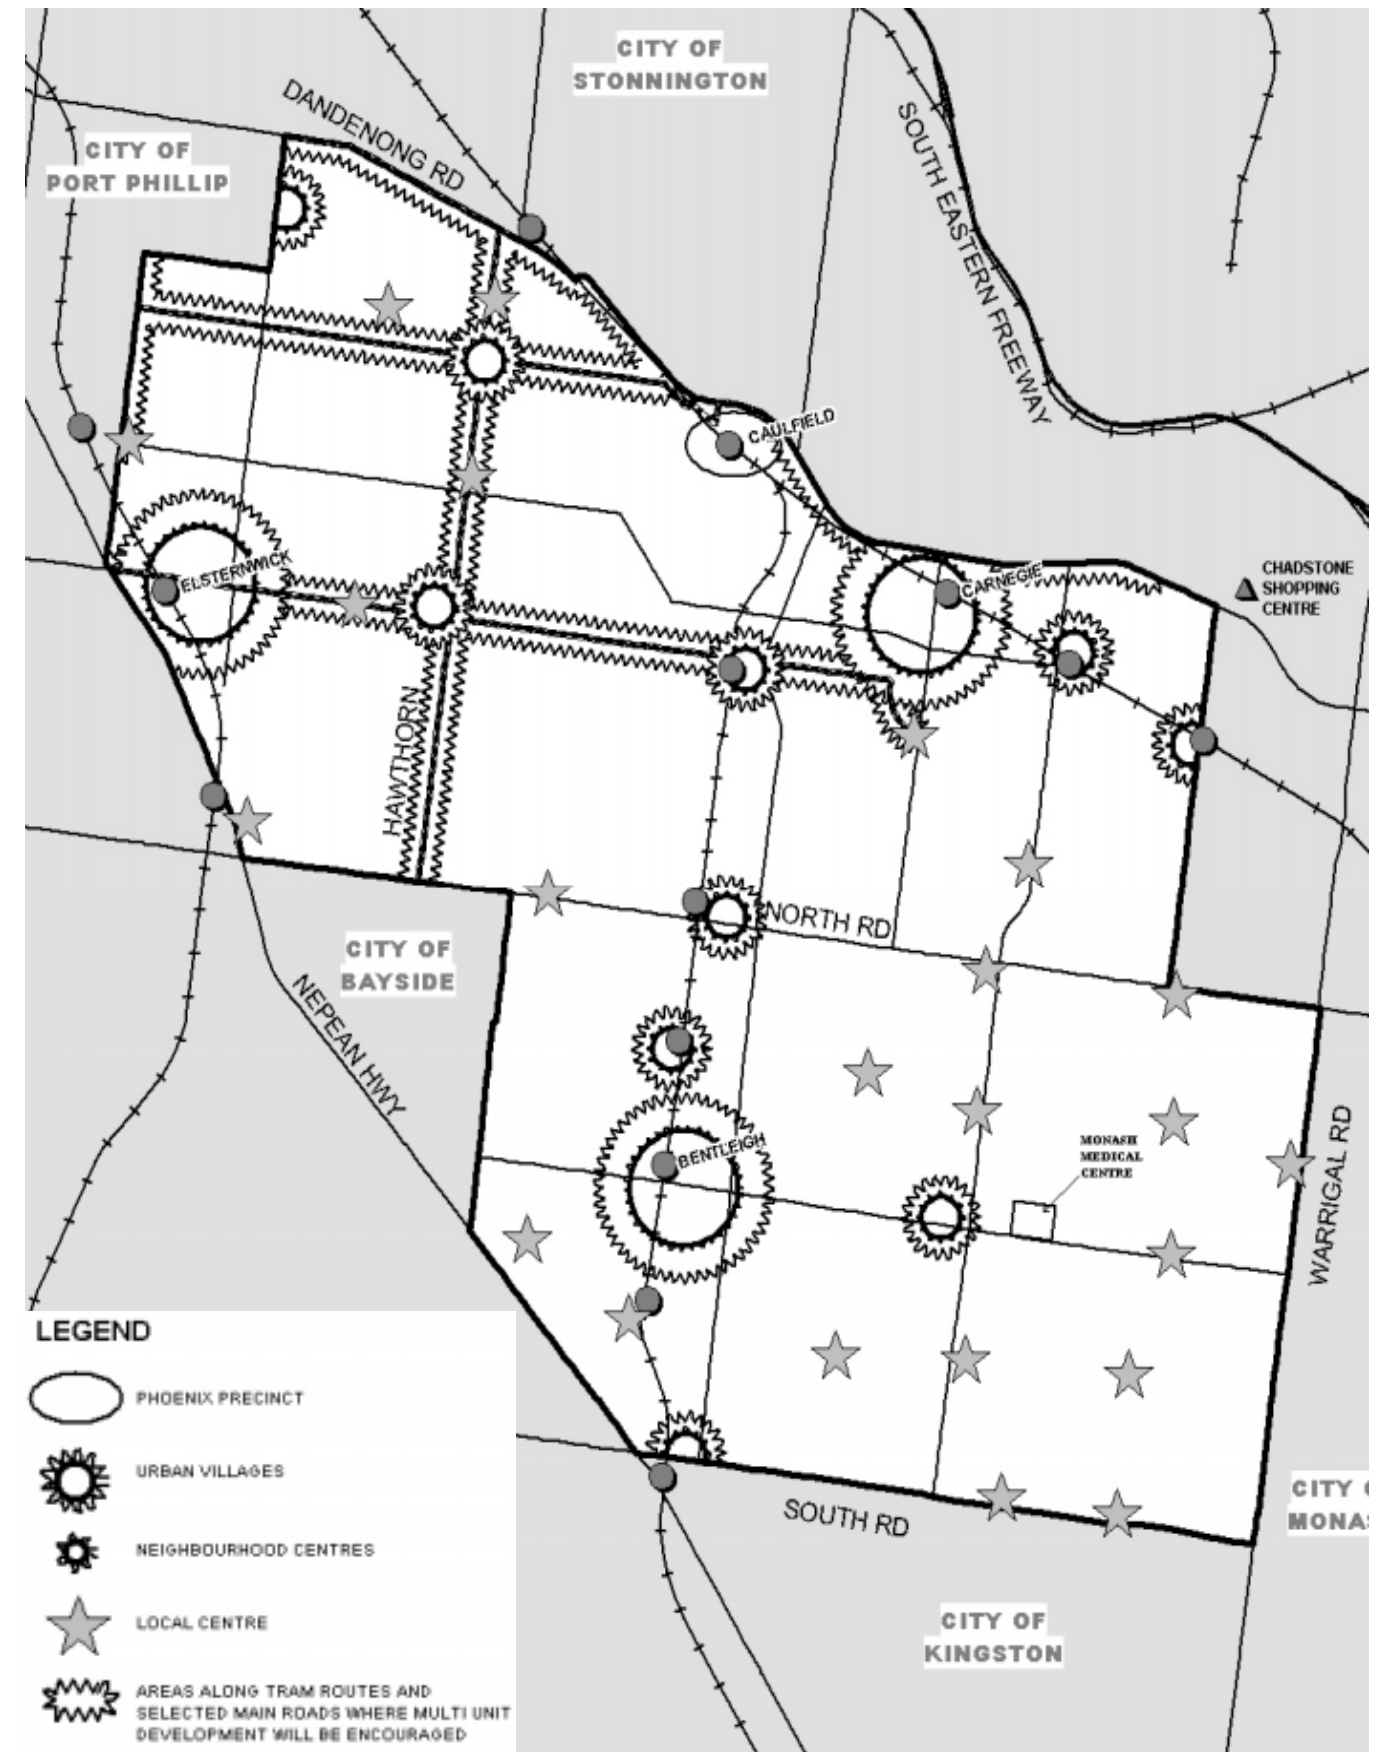 CITY OF
STONNINGTON
DANDENONG RD
CITY OF
PORT PHILLIP
SOUTH EASTERN FREEWAY
CAULFIELD
ELSTERNWICK
CARNEGIE
CHADSTONE
SHOPPING
CENTRE
HAWTHORN
NORTH RD
CITY OF
BAYSIDE
NEPEAN HWY
BENTLEIGH
MONASH
MEDICAL
CENTRE
WARRIGAL RD
SOUTH RD
CITY
MONA
CITY OF
KINGSTON
LEGEND
PHOENIX PRECINCT
URBAN VILLAGES
NEIGHBOURHOOD CENTRES
LOCAL CENTRE
AREAS ALONG TRAM ROUTES AND
SELECTED MAIN ROADS WHERE MULTI UNIT
DEVELOPMENT WILL BE ENCOURAGED